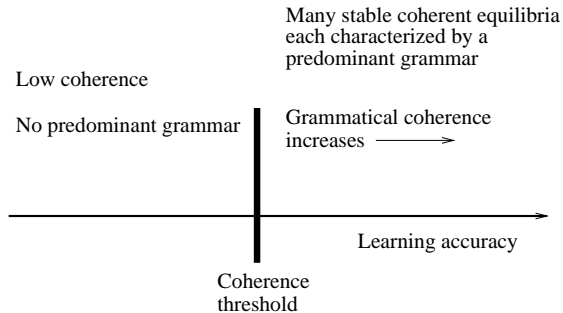 Many stable coherent equilibria
each characterized by a
predominant grammar
Low coherence
No predominant grammar
Grammatical coherence
increases
Learning accuracy
Coherence
threshold